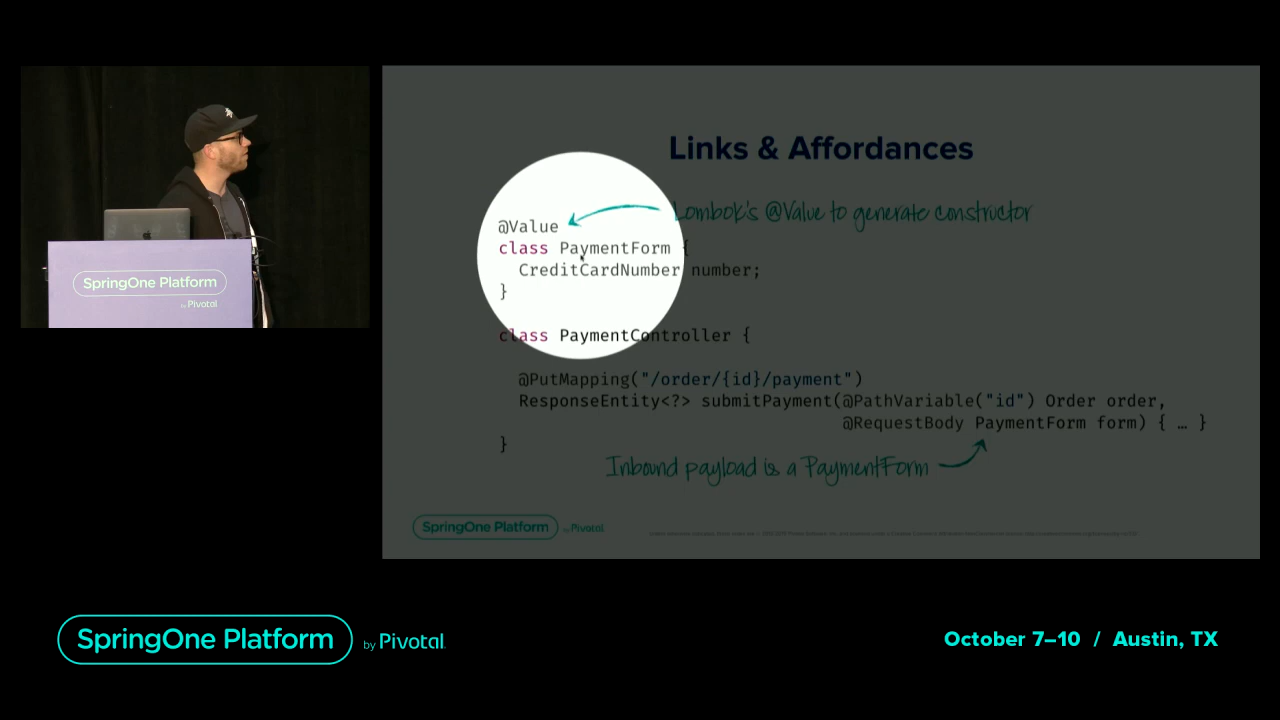 SpringOne Platform
by Pivotal
Links & Affordances
Lombok's @Value to generate constructor
@Value
class PaymentForm {
CreditCardNumber number;
}
class PaymentController {
@PutMapping("/order/{id}/payment")
ResponseEntity<?> submitPayment(@PathVariable("id") Order order,
@RequestBody PaymentForm form) { … }
}
Inbound payload is a PaymentForm
SpringOne Platform by Pivotal
SpringOne Platform by Pivotal
October 7–10 / Austin, TX